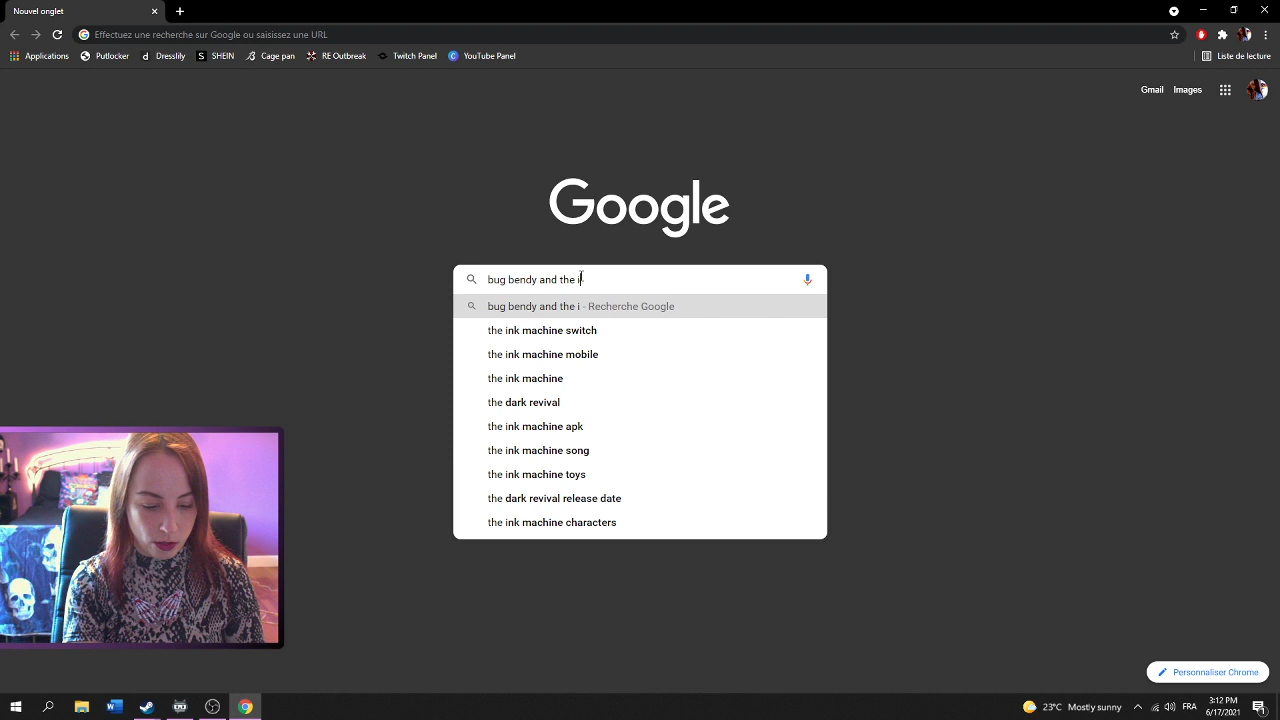 Nouvel onglet
Effectuez une recherche sur Google ou saisissez une URL
Applications Putlocker Dresslily SHEIN Cage pan RE Outbreak Twitch Panel YouTube Panel Liste de lecture
Gmail Images
Google
bug bendy and the i
bug bendy and the i - Recherche Google
the ink machine switch
the ink machine mobile
the ink machine
the dark revival
the ink machine apk
the ink machine song
the ink machine toys
the dark revival release date
the ink machine characters
Personnaliser Chrome
23°C Mostly sunny FRA 3:12 PM
6/17/2021